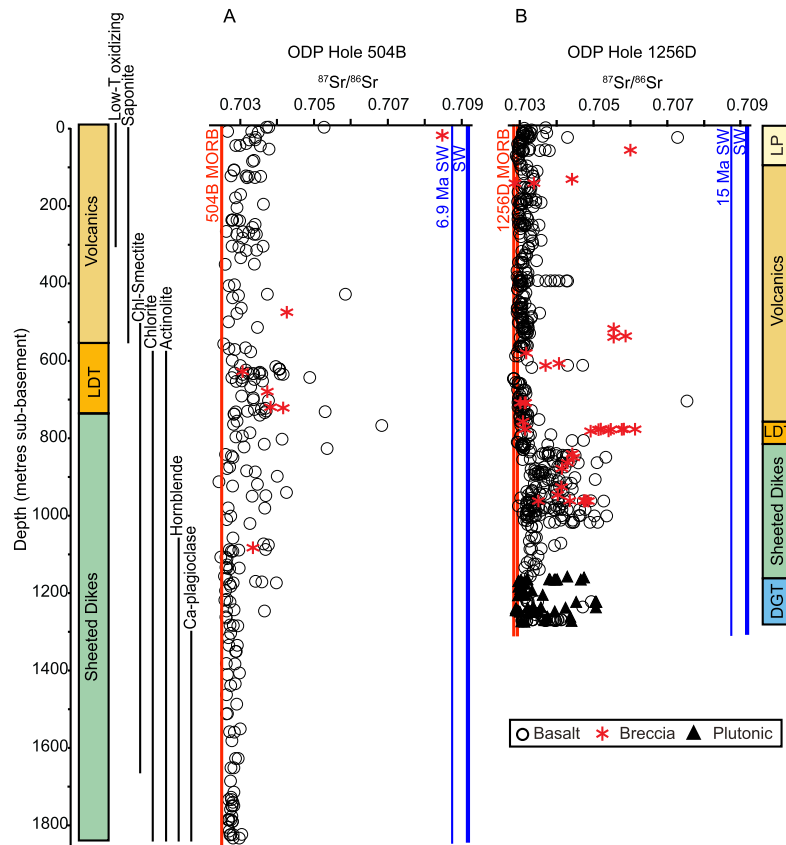 A
B
ODP Hole 504B
ODP Hole 1256D
87Sr/86Sr
87Sr/86Sr
0.703 0.705 0.707 0.709
0.703 0.705 0.707 0.709
Low-T oxidizing
Saponite
Chl-Smectite
Chlorite
Actinolite
Hornblende
Ca-plagioclase
Depth (metres sub-basement)
0
200
400
600
800
1000
1200
1400
1600
1800
Volcanics
LDT
Sheeted Dikes
504B MORB
6.9 Ma SW
SW
1256D MORB
15 Ma SW
SW
LP
Volcanics
LDT
Sheeted Dikes
DGT
Basalt Breccia Plutonic